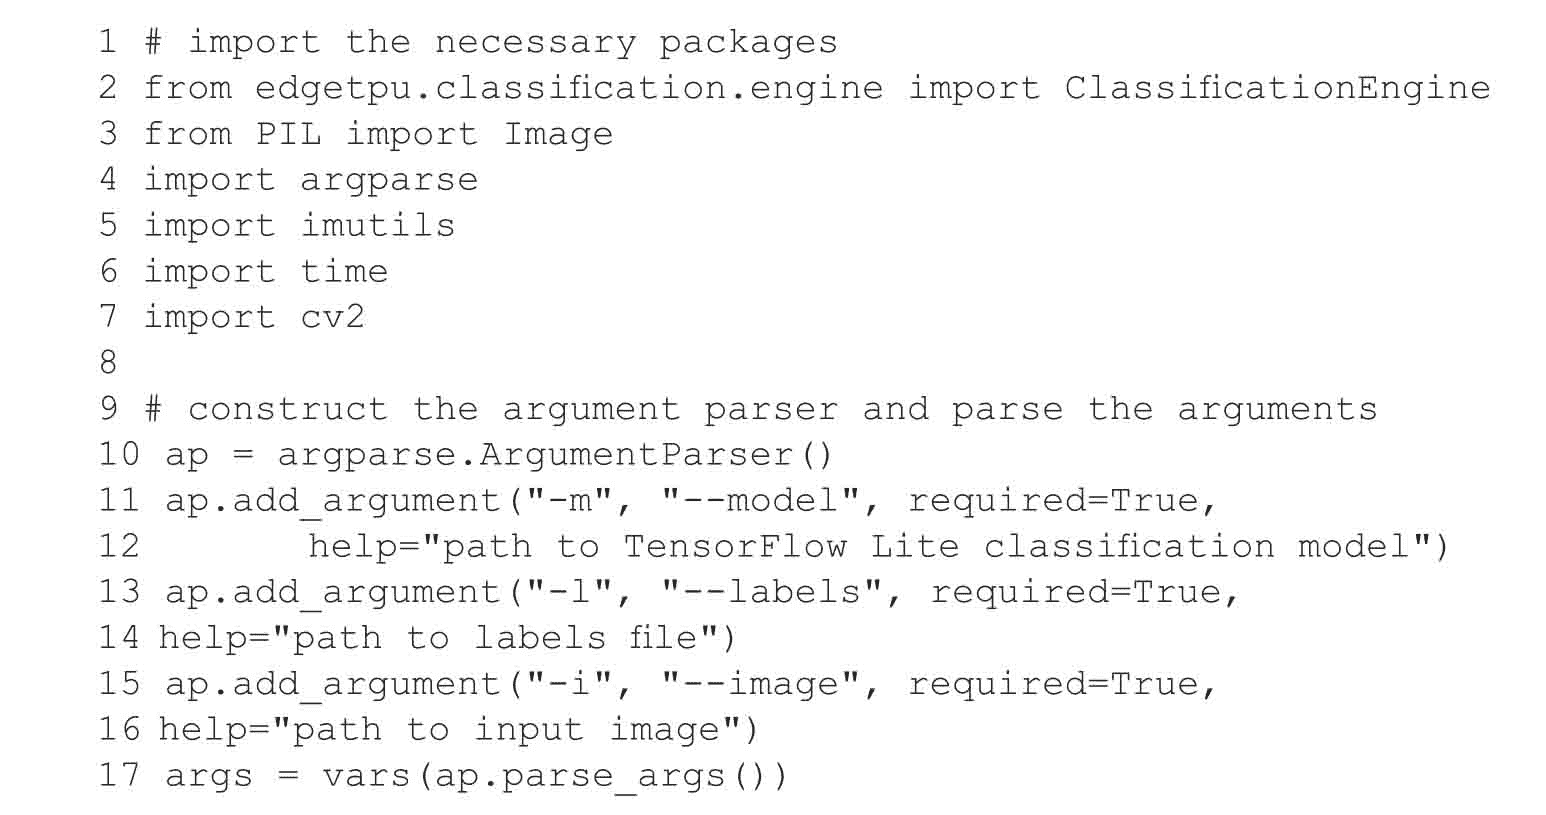 1 # import the necessary packages
2 from edgetpu.classification.engine import ClassificationEngine
3 from PIL import Image
4 import argparse
5 import imutils
6 import time
7 import cv2
8
9 # construct the argument parser and parse the arguments
10 ap = argparse.ArgumentParser()
11 ap.add_argument("-m", "--model", required=True,
12 help="path to TensorFlow Lite classification model")
13 ap.add_argument("-l", "--labels", required=True,
14 help="path to labels file")
15 ap.add_argument("-i", "--image", required=True,
16 help="path to input image")
17 args = vars(ap.parse_args())